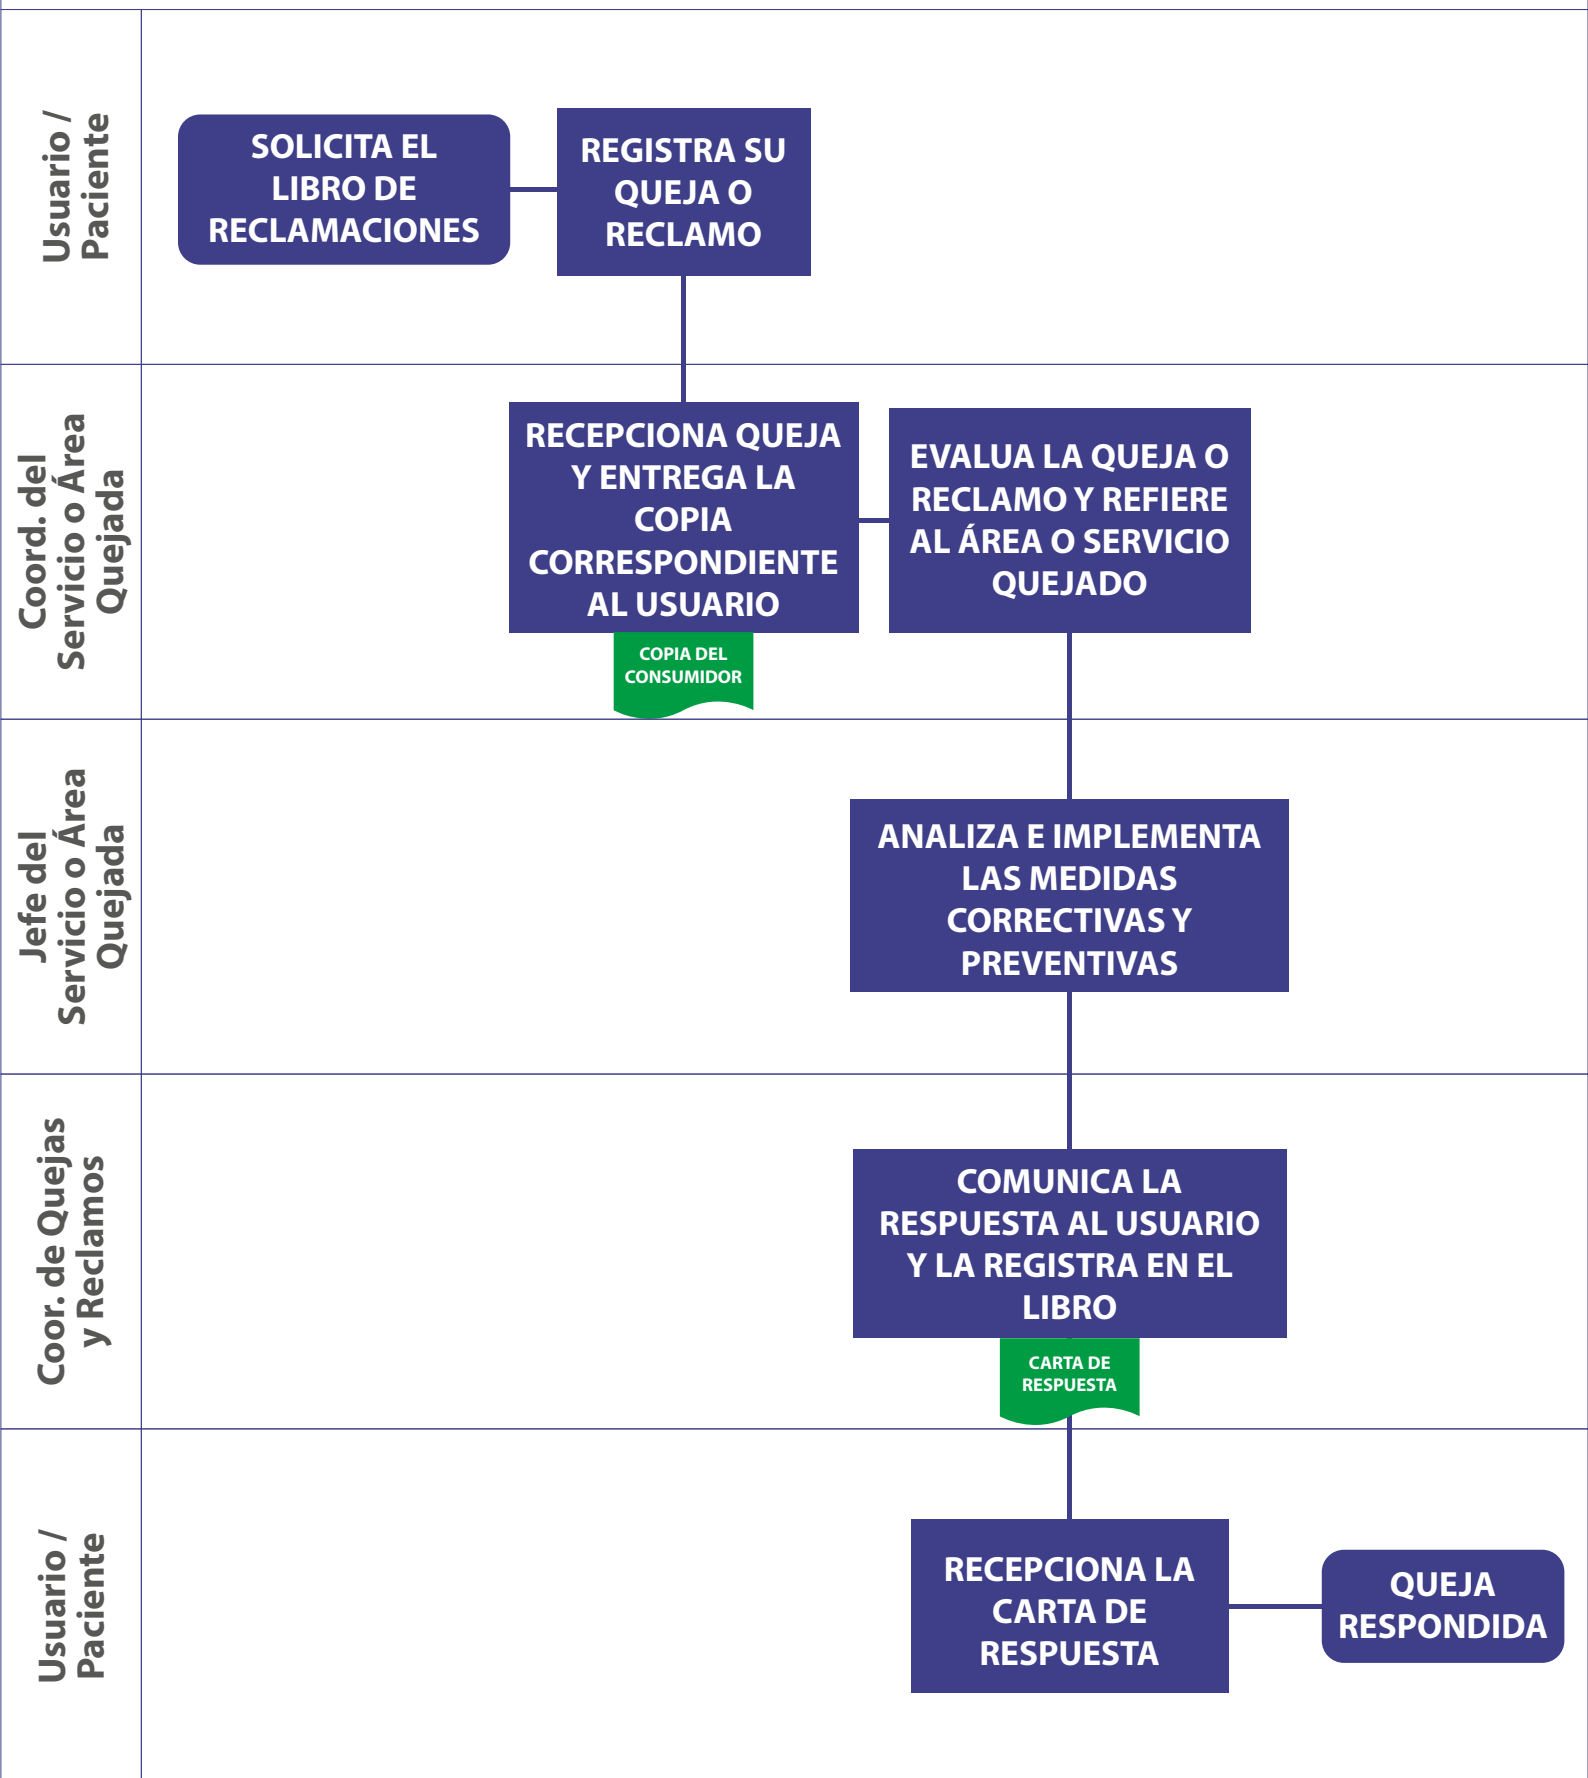 Usuario /
Paciente
SOLICITA EL
LIBRO DE
RECLAMACIONES
REGISTRA SU
QUEJA O
RECLAMO
Coord. del
Servicio o Área
Quejada
RECEPCIONA QUEJA
Y ENTREGA LA
COPIA
CORRESPONDIENTE
AL USUARIO
COPIA DEL
CONSUMIDOR
EVALUA LA QUEJA O
RECLAMO Y REFIERE
AL ÁREA O SERVICIO
QUEJADO
Jefe del
Servicio o Área
Quejada
ANALIZA E IMPLEMENTA
LAS MEDIDAS
CORRECTIVAS Y
PREVENTIVAS
Coor. de Quejas
y Reclamos
COMUNICA LA
RESPUESTA AL USUARIO
Y LA REGISTRA EN EL
LIBRO
CARTA DE
RESPUESTA
Usuario /
Paciente
RECEPCIONA LA
CARTA DE
RESPUESTA
QUEJA
RESPONDIDA